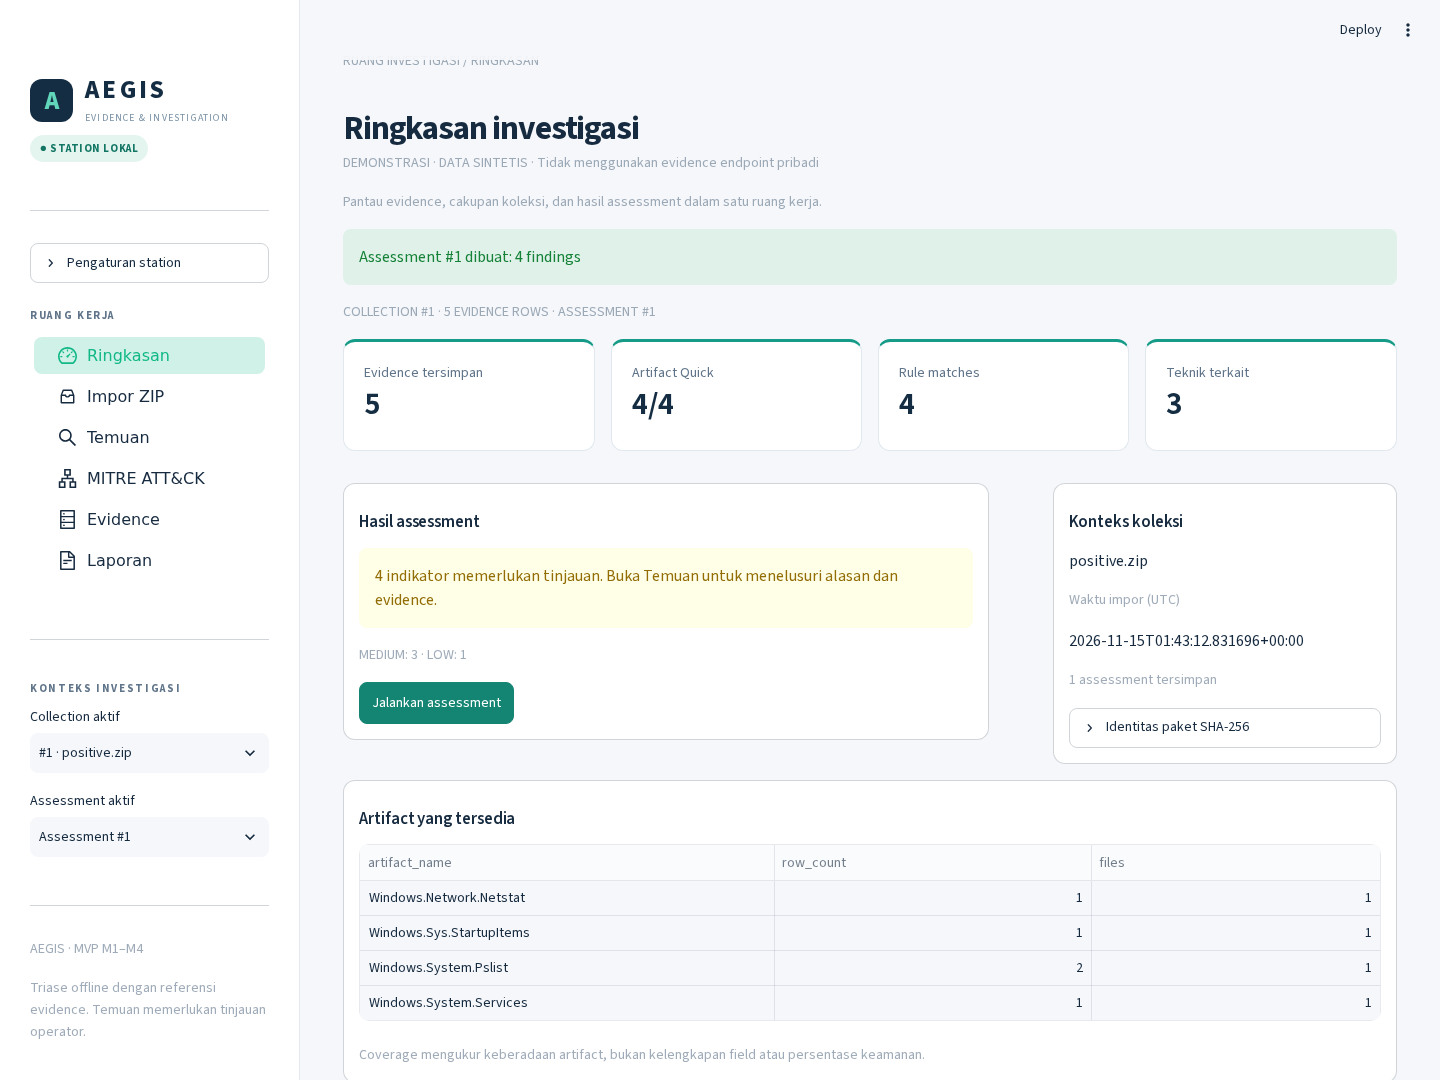 Deploy
A
AEGIS
EVIDENCE & INVESTIGATION
● STATION LOKAL
Pengaturan station
RUANG KERJA
Ringkasan
Impor ZIP
Temuan
MITRE ATT&CK
Evidence
Laporan
KONTEKS INVESTIGASI
Collection aktif
#1 · positive.zip
Assessment aktif
Assessment #1
AEGIS · MVP M1–M4
Triase offline dengan referensi
evidence. Temuan memerlukan tinjauan
operator.
RUANG INVESTIGASI / RINGKASAN
Ringkasan investigasi
DEMONSTRASI · DATA SINTETIS · Tidak menggunakan evidence endpoint pribadi
Pantau evidence, cakupan koleksi, dan hasil assessment dalam satu ruang kerja.
Assessment #1 dibuat: 4 findings
COLLECTION #1 · 5 EVIDENCE ROWS · ASSESSMENT #1
Evidence tersimpan
5
Artifact Quick
4/4
Rule matches
4
Teknik terkait
3
Hasil assessment
4 indikator memerlukan tinjauan. Buka Temuan untuk menelusuri alasan dan
evidence.
MEDIUM: 3 · LOW: 1
Jalankan assessment
Konteks koleksi
positive.zip
Waktu impor (UTC)
2026-11-15T01:43:12.831696+00:00
1 assessment tersimpan
Identitas paket SHA-256
Artifact yang tersedia
artifact_name row_count files
Windows.Network.Netstat 1 1
Windows.Sys.StartupItems 1 1
Windows.System.Pslist 2 1
Windows.System.Services 1 1
Coverage mengukur keberadaan artifact, bukan kelengkapan field atau persentase keamanan.